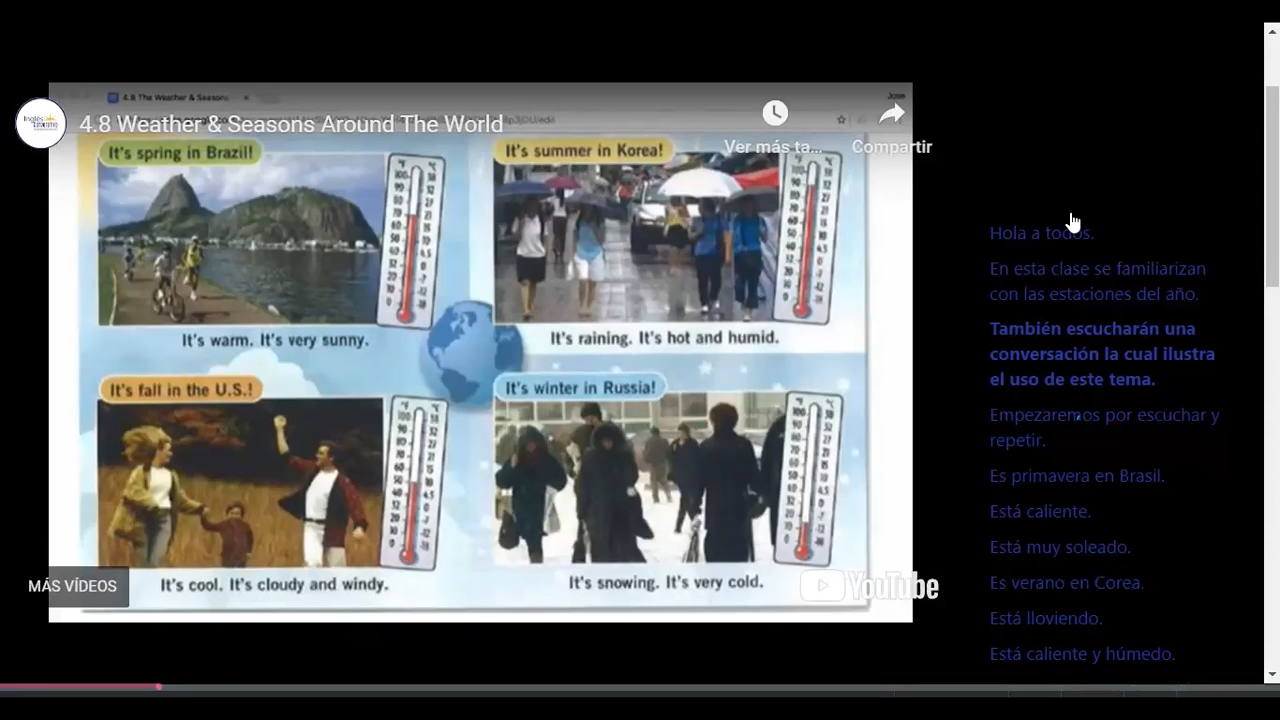 4.8 The Weather & Seasons
4.8 Weather & Seasons Around The World
Ver más ta...
Compartir
It's spring in Brazil!
It's summer in Korea!
It's warm. It's very sunny.
It's raining. It's hot and humid.
It's fall in the U.S.!
It's winter in Russia!
It's cool. It's cloudy and windy.
It's snowing. It's very cold.
MÁS VÍDEOS
YouTube
Hola a todos.
En esta clase se familiarizan
con las estaciones del año.
También escucharán una
conversación la cual ilustra
el uso de este tema.
Empezaremos por escuchar y
repetir.
Es primavera en Brasil.
Está caliente.
Está muy soleado.
Es verano en Corea.
Está lloviendo.
Está caliente y húmedo.